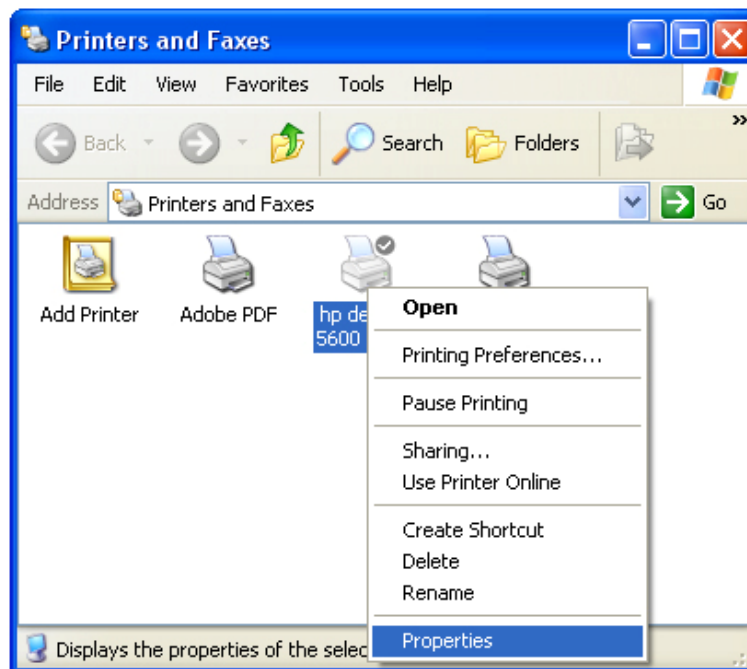 Printers and Faxes
File Edit View Favorites Tools Help
Back Search Folders »
Address Printers and Faxes Go
Add Printer Adobe PDF hp de
5600
Open
Printing Preferences...
Pause Printing
Sharing...
Use Printer Online
Create Shortcut
Delete
Rename
Properties
Displays the properties of the selec